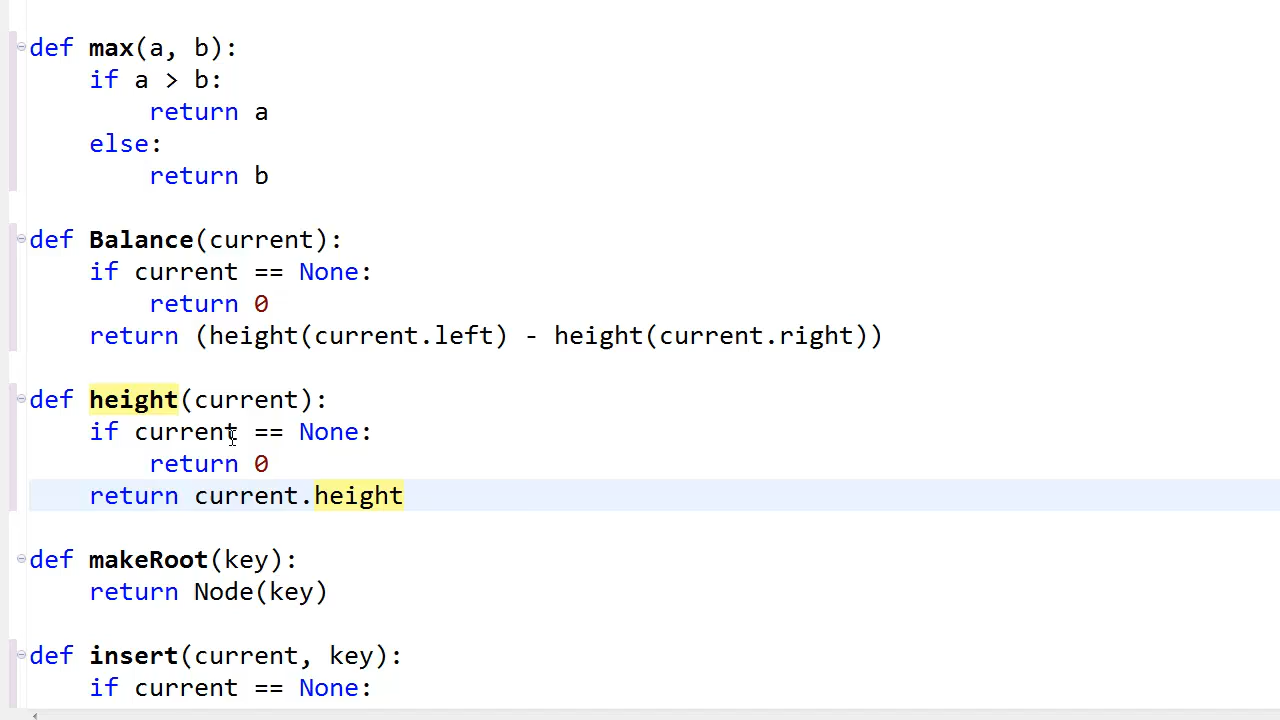 def max(a, b):
    if a > b:
        return a
    else:
        return b
def Balance(current):
    if current == None:
        return 0
    return (height(current.left) - height(current.right))
def height(current):
    if current == None:
        return 0
    return current.height
def makeRoot(key):
    return Node(key)
def insert(current, key):
    if current == None: